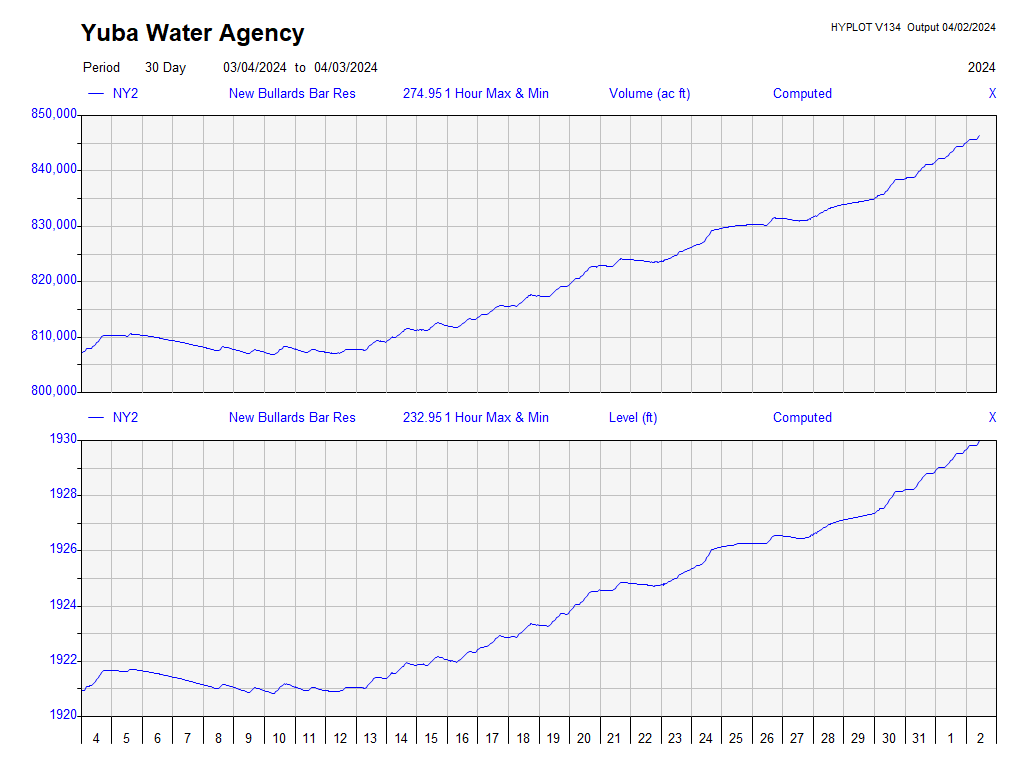 Yuba Water Agency
HYPLOT V134 Output 04/02/2024
Period 30 Day 03/04/2024 to 04/03/2024
2024
NY2 New Bullards Bar Res 274.95 1 Hour Max & Min Volume (ac ft) Computed X
850,000
840,000
830,000
820,000
810,000
800,000
NY2 New Bullards Bar Res 232.95 1 Hour Max & Min Level (ft) Computed X
1930
1928
1926
1924
1922
1920
4 5 6 7 8 9 10 11 12 13 14 15 16 17 18 19 20 21 22 23 24 25 26 27 28 29 30 31 1 2